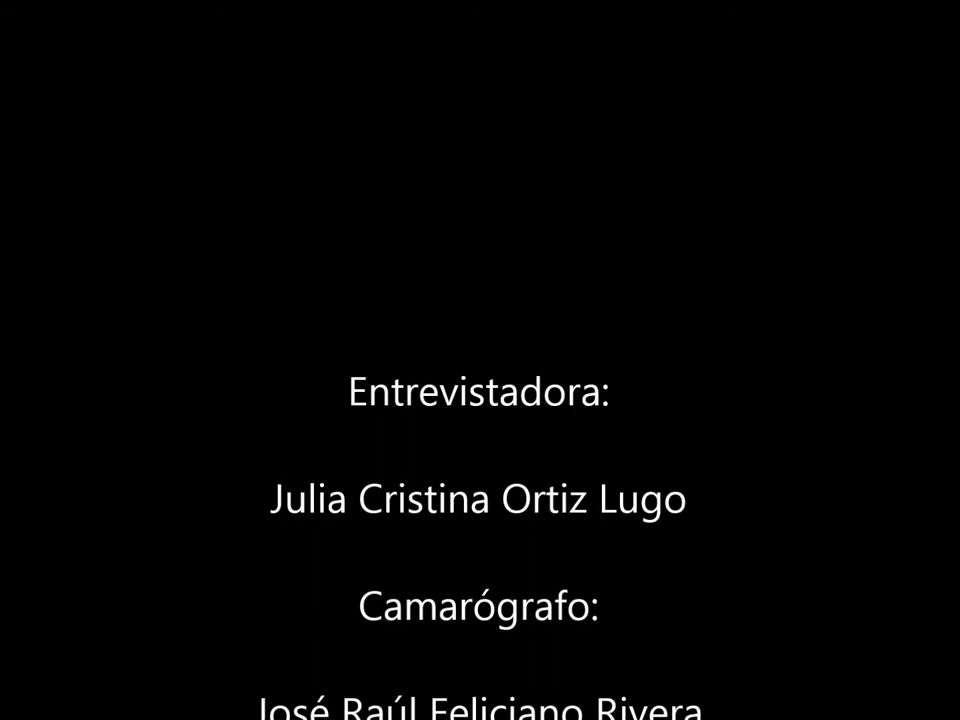 Entrevistadora:
Julia Cristina Ortiz Lugo
Camarógrafo:
José Raúl Feliciano Rivera